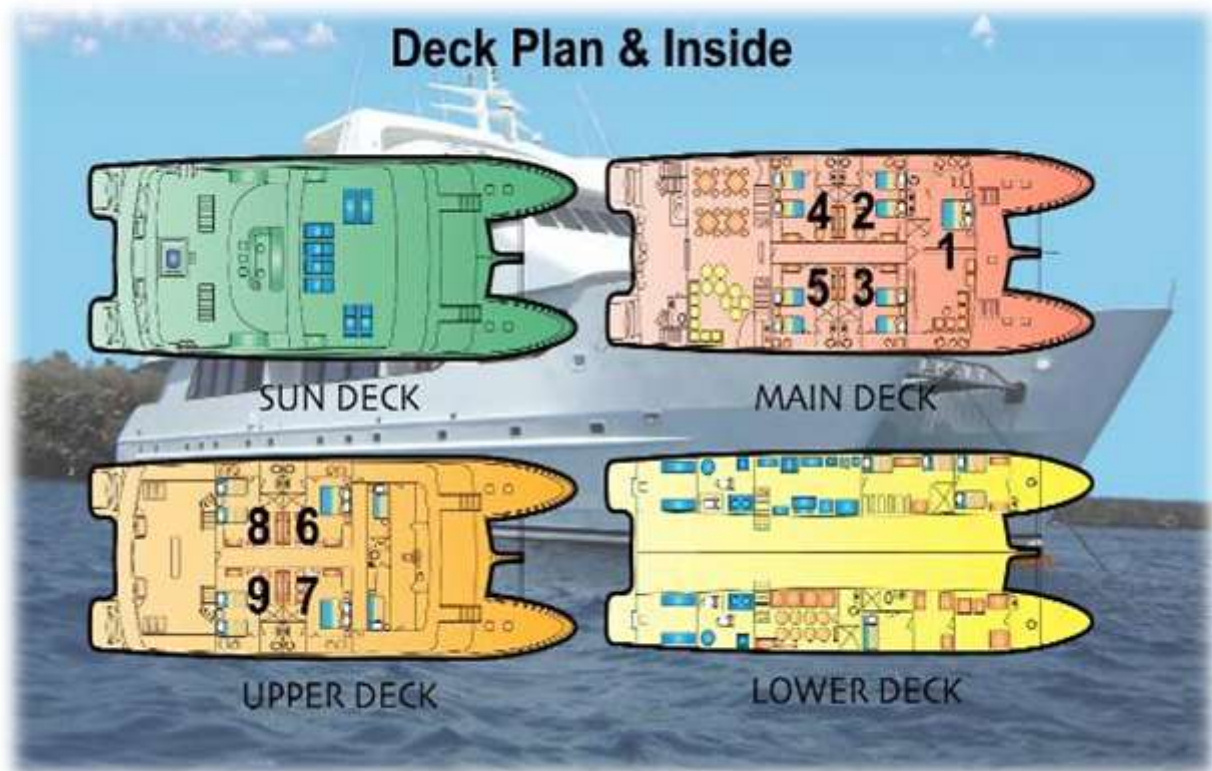 Deck Plan & Inside
4 2 1
5 3
SUN DECK
MAIN DECK
8 6
9 7
UPPER DECK
LOWER DECK